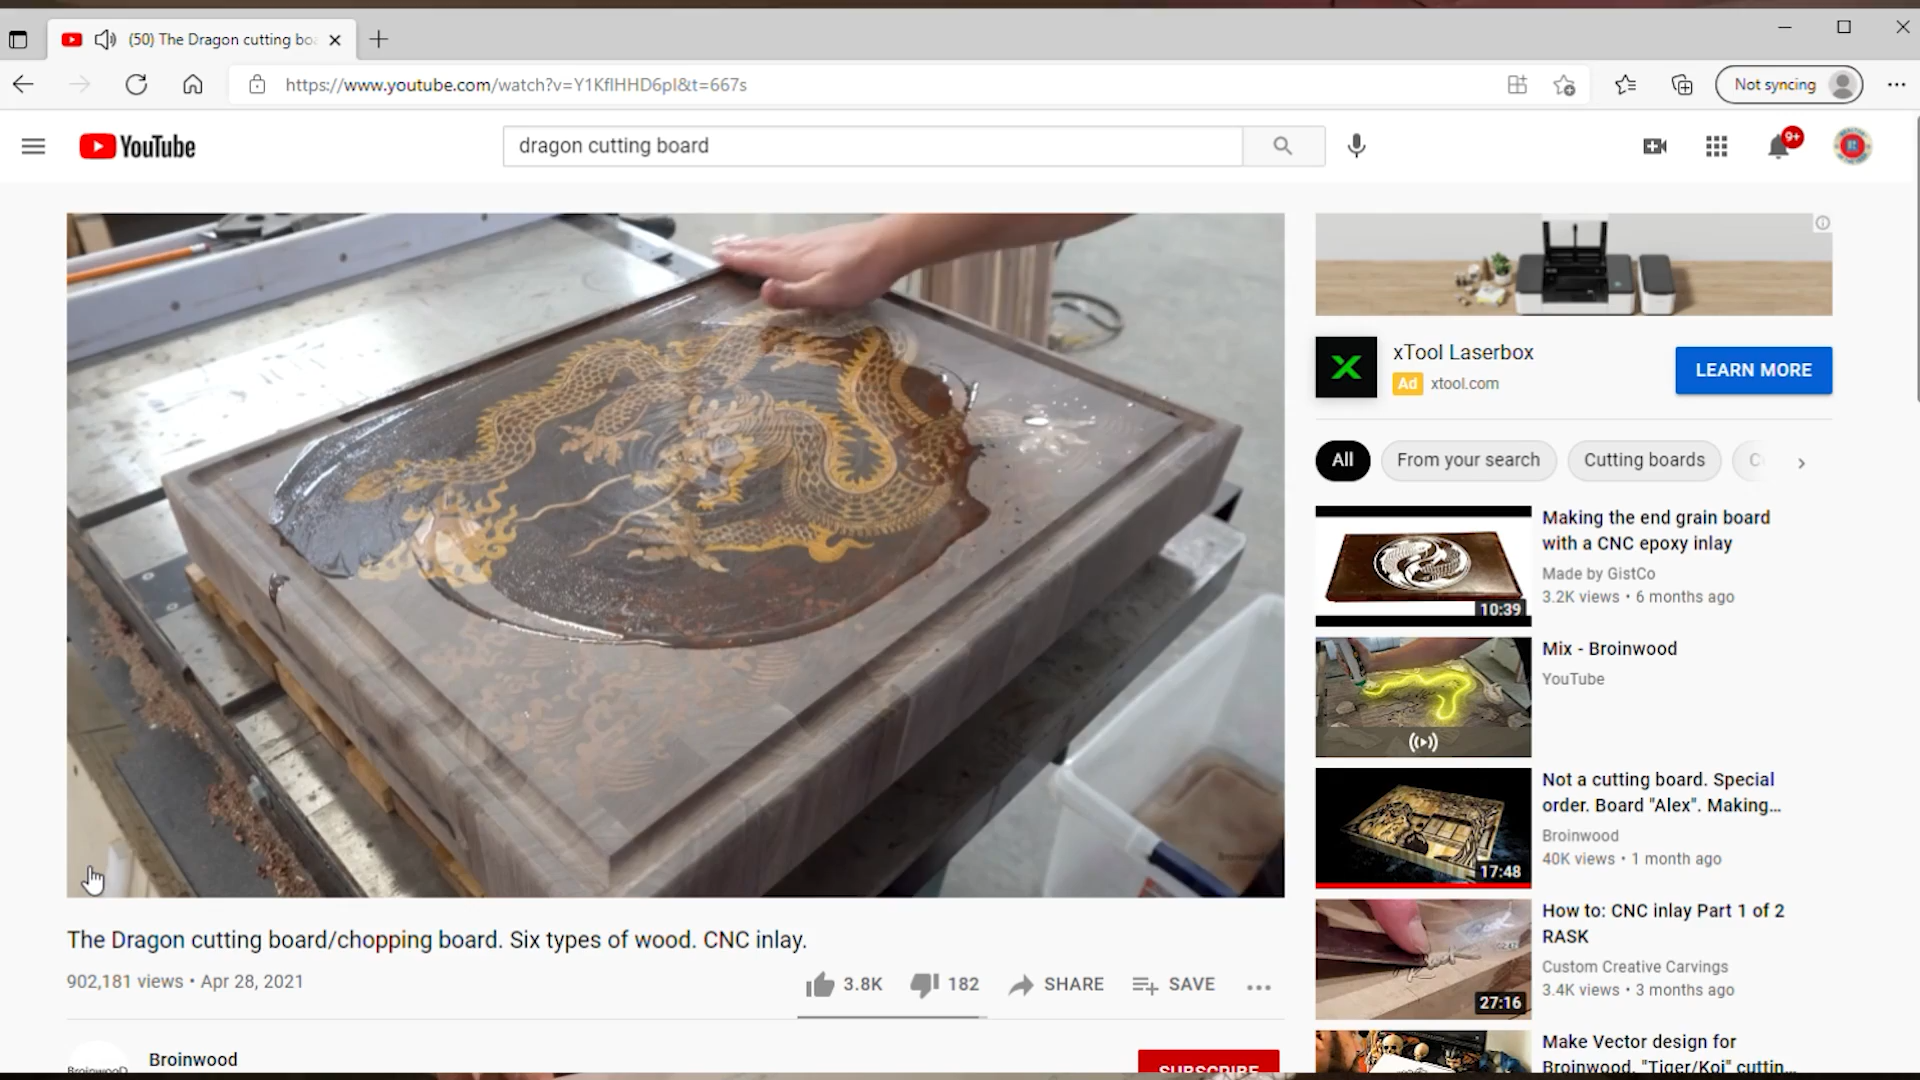 (50) The Dragon cutting bo
https://www.youtube.com/watch?v=Y1KflHHD6pI&t=667s
Not syncing
YouTube
dragon cutting board
9+
xTool Laserbox
Ad xtool.com
LEARN MORE
All
From your search
Cutting boards
Making the end grain board
with a CNC epoxy inlay
Made by GistCo
3.2K views • 6 months ago
10:39
Mix - Broinwood
YouTube
Not a cutting board. Special
order. Board "Alex". Making...
Broinwood
40K views • 1 month ago
17:48
How to: CNC inlay Part 1 of 2
RASK
Custom Creative Carvings
3.4K views • 3 months ago
27:16
Make Vector design for
Broinwood. "Tiger/Koi" cuttin...
The Dragon cutting board/chopping board. Six types of wood. CNC inlay.
902,181 views • Apr 28, 2021
3.8K
182
SHARE
SAVE
Broinwood
SUBSCRIBE